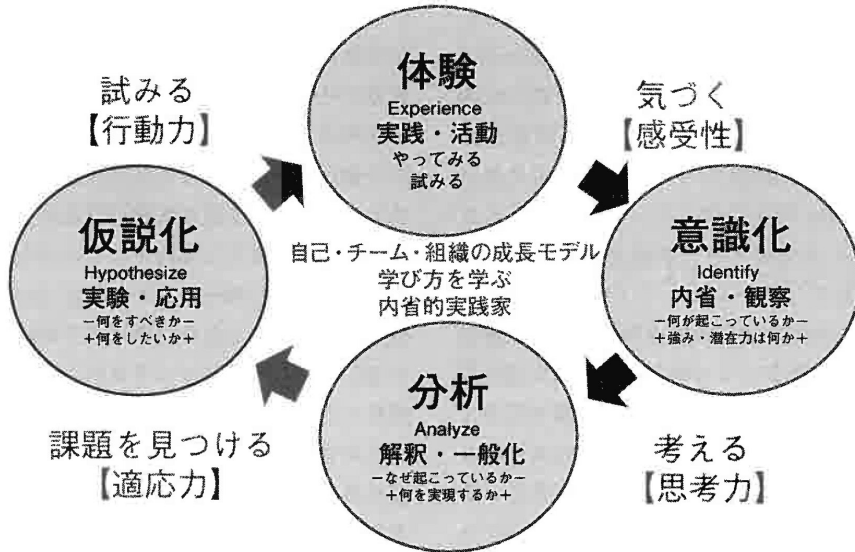 体験
Experience
実践・活動
やってみる
試みる
気づく
【感受性】
意識化
Identify
内省・観察
－何が起こっているか－
＋強み・潜在力は何か＋
考える
【思考力】
分析
Analyze
解釈・一般化
－なぜ起こっているか－
＋何を実現するか＋
課題を見つける
【適応力】
仮説化
Hypothesize
実験・応用
－何をすべきか－
＋何をしたいか＋
試みる
【行動力】
自己・チーム・組織の成長モデル
学び方を学ぶ
内省的実践家